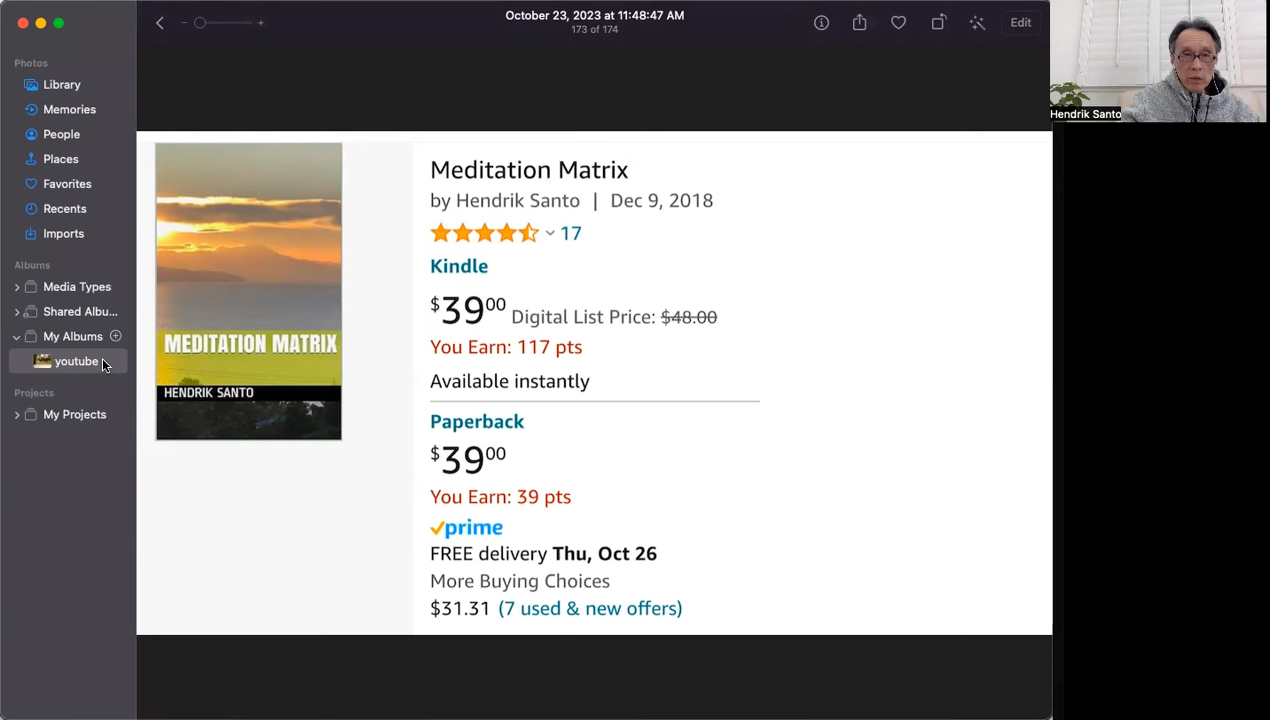 October 23, 2023 at 11:48:47 AM
173 of 174
Edit
Photos
Library
Memories
People
Places
Favorites
Recents
Imports
Albums
Media Types
Shared Albu...
My Albums
youtube
Projects
My Projects
MEDITATION MATRIX
HENDRIK SANTO
Meditation Matrix
by Hendrik Santo | Dec 9, 2018
17
Kindle
$3900 Digital List Price: $48.00
You Earn: 117 pts
Available instantly
Paperback
$3900
You Earn: 39 pts
prime
FREE delivery Thu, Oct 26
More Buying Choices
$31.31 (7 used & new offers)
Hendrik Santo